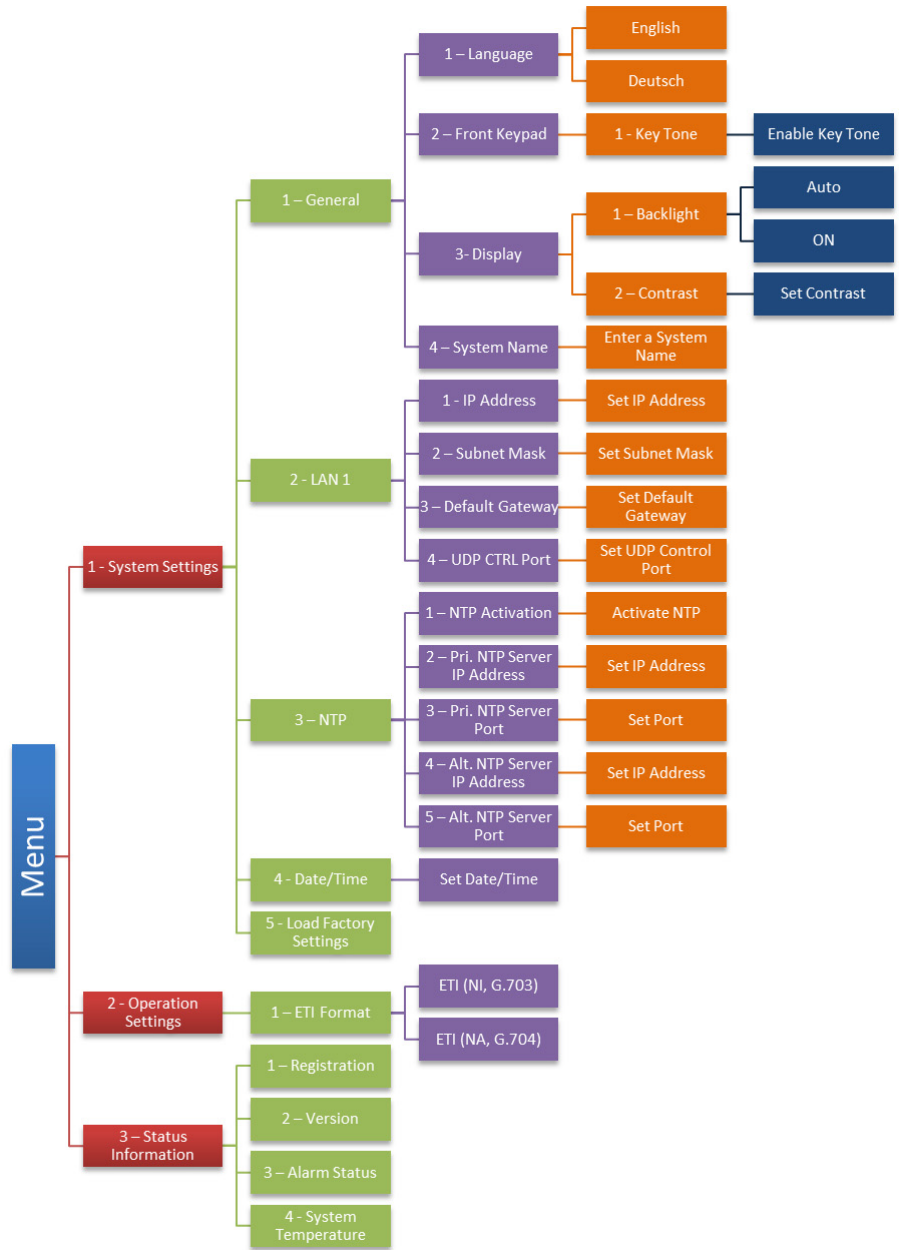 Menu
1 - System Settings
1 – General
1 – Language
English
Deutsch
2 – Front Keypad
1 - Key Tone
Enable Key Tone
3- Display
1 – Backlight
Auto
ON
2 – Contrast
Set Contrast
4 – System Name
Enter a System
Name
2 - LAN 1
1 - IP Address
Set IP Address
2 – Subnet Mask
Set Subnet Mask
3 – Default Gateway
Set Default
Gateway
4 – UDP CTRL Port
Set UDP Control
Port
3 – NTP
1 – NTP Activation
Activate NTP
2 – Pri. NTP Server
IP Address
Set IP Address
3 – Pri. NTP Server
Port
Set Port
4 – Alt. NTP Server
IP Address
Set IP Address
5 – Alt. NTP Server
Port
Set Port
4 - Date/Time
Set Date/Time
5 - Load Factory
Settings
2 - Operation
Settings
1 – ETI Format
ETI (NI, G.703)
ETI (NA, G.704)
3 – Status
Information
1 – Registration
2 – Version
3 – Alarm Status
4 - System
Temperature